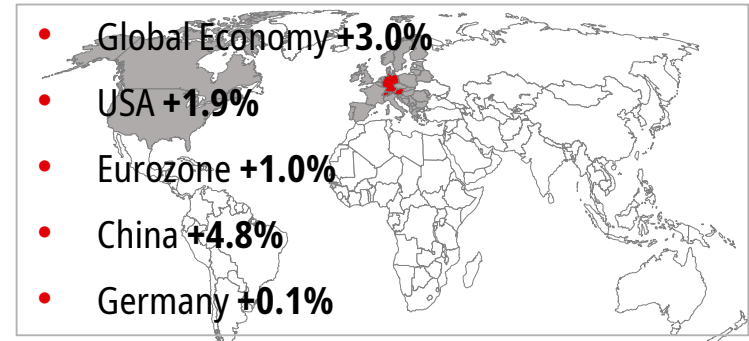 • Global Economy +3.0%
• USA +1.9%
• Eurozone +1.0%
• China +4.8%
• Germany +0.1%